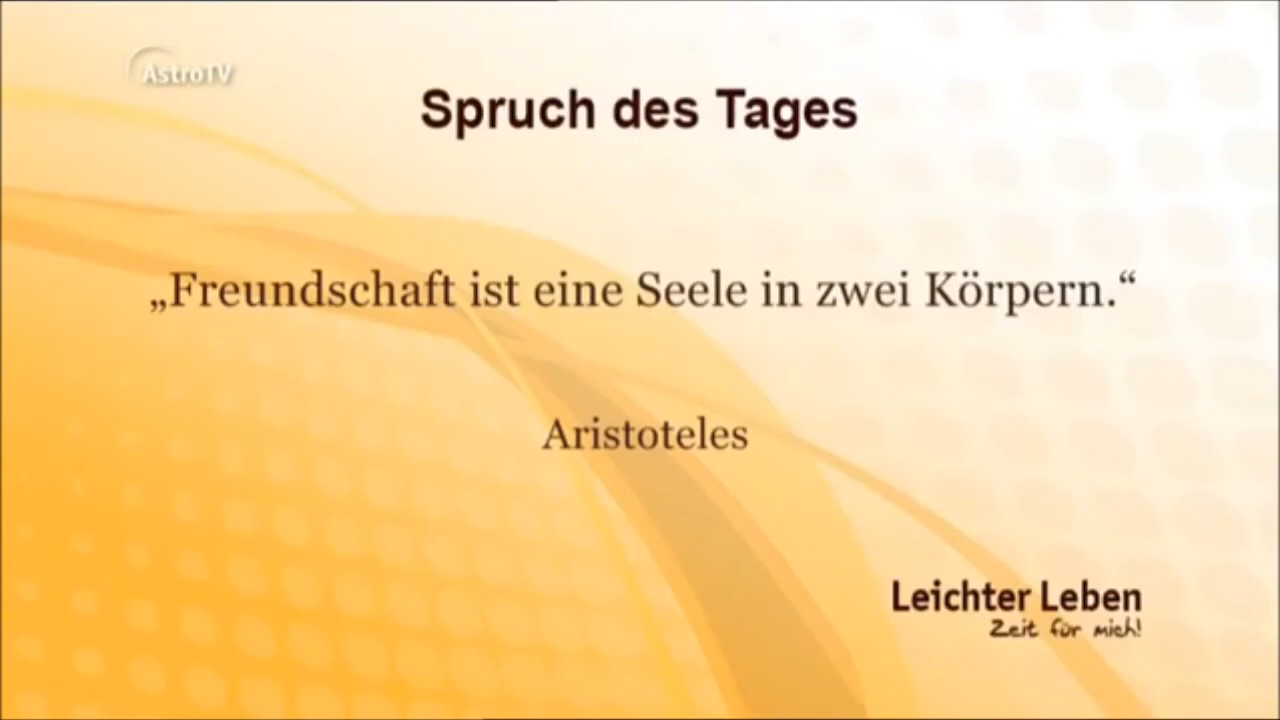 AstroTV
Spruch des Tages
„Freundschaft ist eine Seele in zwei Körpern.“
Aristoteles
Leichter Leben
Zeit für mich!